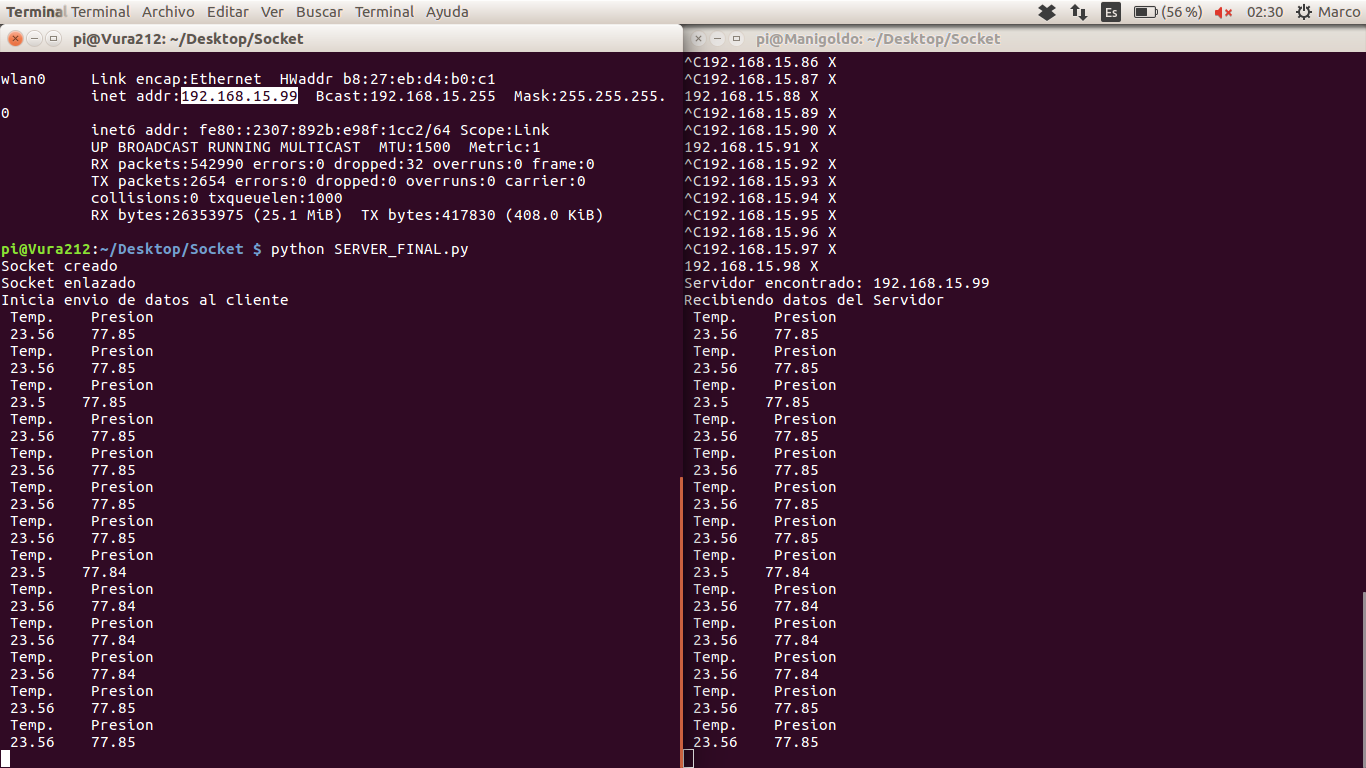 Terminal Terminal Archivo Editar Ver Buscar Terminal Ayuda Es (56 %) 02:30 Marco
pi@Vura212: ~/Desktop/Socket
wlan0     Link encap:Ethernet  HWaddr b8:27:eb:d4:b0:c1
          inet addr:192.168.15.99  Bcast:192.168.15.255  Mask:255.255.255.
0
          inet6 addr: fe80::2307:892b:e98f:1cc2/64 Scope:Link
          UP BROADCAST RUNNING MULTICAST  MTU:1500  Metric:1
          RX packets:542990 errors:0 dropped:32 overruns:0 frame:0
          TX packets:2654 errors:0 dropped:0 overruns:0 carrier:0
          collisions:0 txqueuelen:1000
          RX bytes:26353975 (25.1 MiB)  TX bytes:417830 (408.0 KiB)
pi@Vura212:~/Desktop/Socket $ python SERVER_FINAL.py
Socket creado
Socket enlazado
Inicia envio de datos al cliente
 Temp.    Presion
 23.56    77.85
 Temp.    Presion
 23.56    77.85
 Temp.    Presion
 23.5    77.85
 Temp.    Presion
 23.56    77.85
 Temp.    Presion
 23.56    77.85
 Temp.    Presion
 23.56    77.85
 Temp.    Presion
 23.56    77.85
 Temp.    Presion
 23.5    77.84
 Temp.    Presion
 23.56    77.84
 Temp.    Presion
 23.56    77.84
 Temp.    Presion
 23.56    77.84
 Temp.    Presion
 23.56    77.85
 Temp.    Presion
 23.56    77.85
pi@Manigoldo: ~/Desktop/Socket
^C192.168.15.86 X
^C192.168.15.87 X
192.168.15.88 X
^C192.168.15.89 X
^C192.168.15.90 X
192.168.15.91 X
^C192.168.15.92 X
^C192.168.15.93 X
^C192.168.15.94 X
^C192.168.15.95 X
^C192.168.15.96 X
^C192.168.15.97 X
192.168.15.98 X
Servidor encontrado: 192.168.15.99
Recibiendo datos del Servidor
 Temp.    Presion
 23.56    77.85
 Temp.    Presion
 23.56    77.85
 Temp.    Presion
 23.5    77.85
 Temp.    Presion
 23.56    77.85
 Temp.    Presion
 23.56    77.85
 Temp.    Presion
 23.56    77.85
 Temp.    Presion
 23.56    77.85
 Temp.    Presion
 23.5    77.84
 Temp.    Presion
 23.56    77.84
 Temp.    Presion
 23.56    77.84
 Temp.    Presion
 23.56    77.84
 Temp.    Presion
 23.56    77.85
 Temp.    Presion
 23.56    77.85